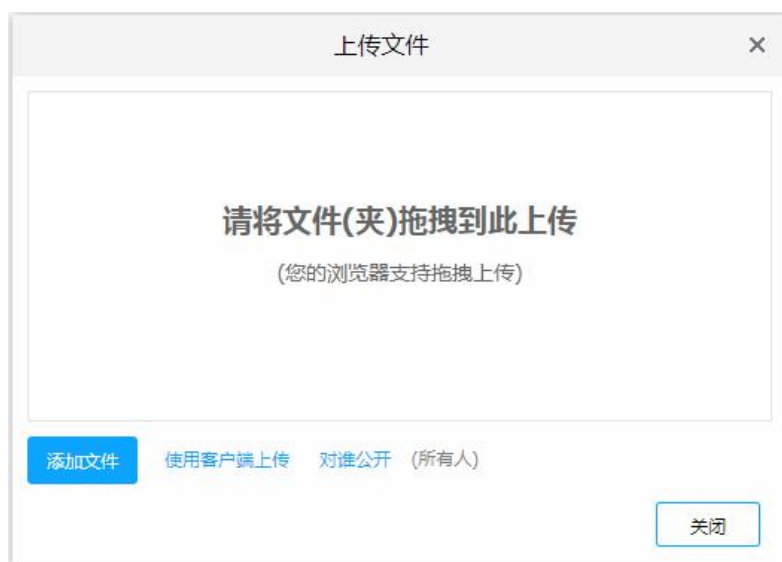 上传文件
请将文件(夹)拖拽到此上传
(您的浏览器支持拖拽上传)
添加文件 使用客户端上传 对谁公开 (所有人)
关闭